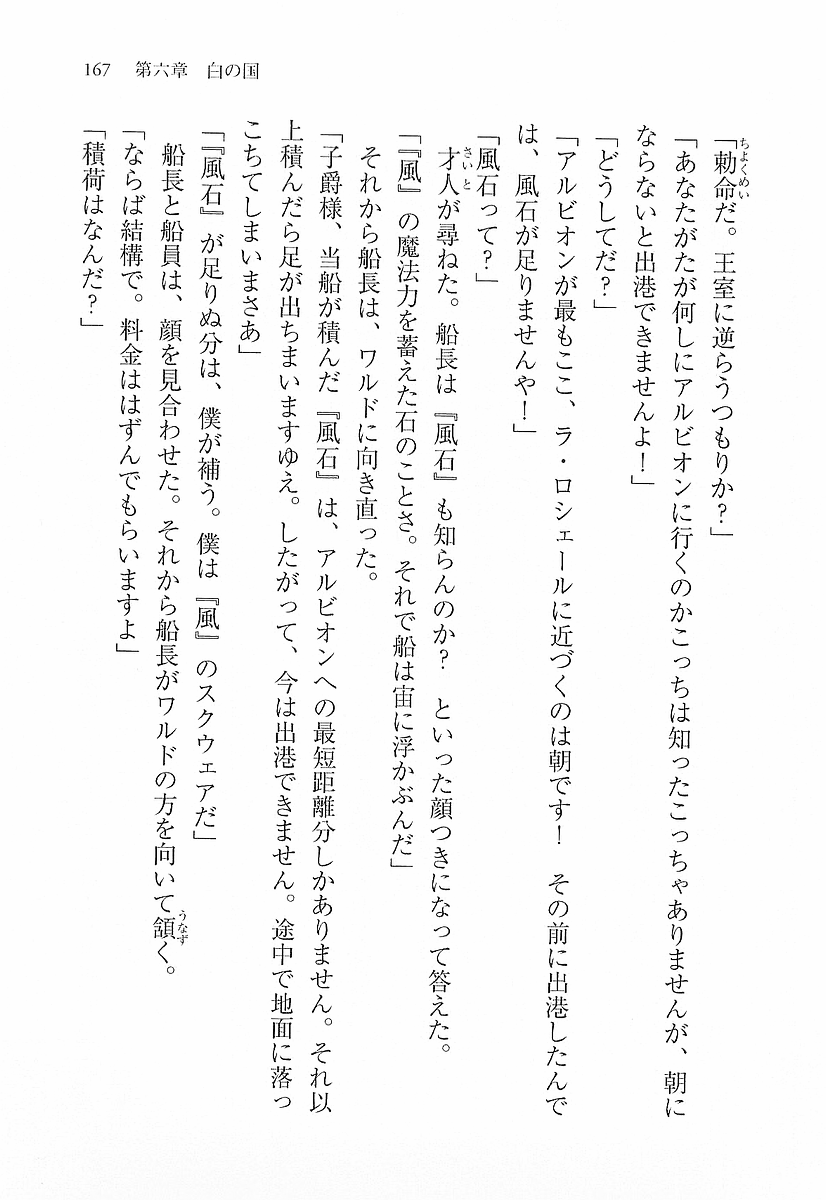 167　第六章　白の国
「勅命だ。王室に逆らうつもりか？」
「あなたがたが何しにアルビオンに行くのかこっちは知ったこっちゃありませんが、朝に
ならないと出港できませんよ！」
「どうしてだ？」
「アルビオンが最もここ、ラ・ロシェールに近づくのは朝です！　その前に出港したんで
は、風石が足りませんや！」
「風石って？」
　才人が尋ねた。船長は『風石』も知らんのか？　といった顔つきになって答えた。
「『風』の魔法力を蓄えた石のことさ。それで船は宙に浮かぶんだ」
　それから船長は、ワルドに向き直った。
「子爵様、当船が積んだ『風石』は、アルビオンへの最短距離分しかありません。それ以
上積んだら足が出ちまいますゆえ。したがって、今は出港できません。途中で地面に落っ
こちてしまいまさあ」
「『風石』が足りぬ分は、僕が補う。僕は『風』のスクウェアだ」
　船長と船員は、顔を見合わせた。それから船長がワルドの方を向いて頷く。
「ならば結構で。料金ははずんでもらいますよ」
「積荷はなんだ？」